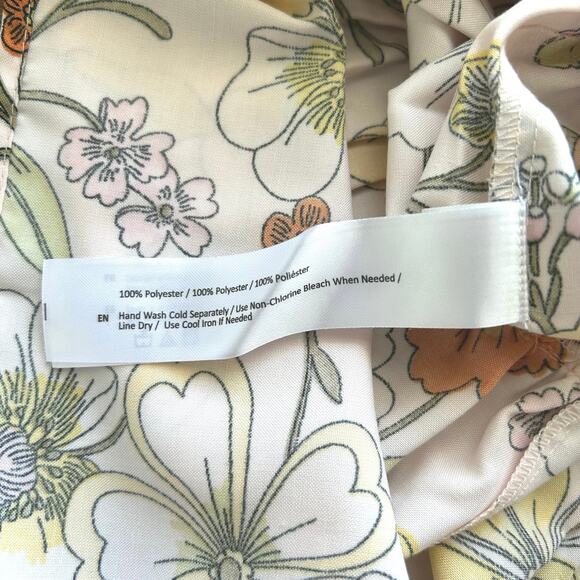 100% Polyester / 100% Polyester / 100% Poliéster
EN Hand Wash Cold Separately / Use Non-Chlorine Bleach When Needed /
Line Dry / Use Cool Iron If Needed